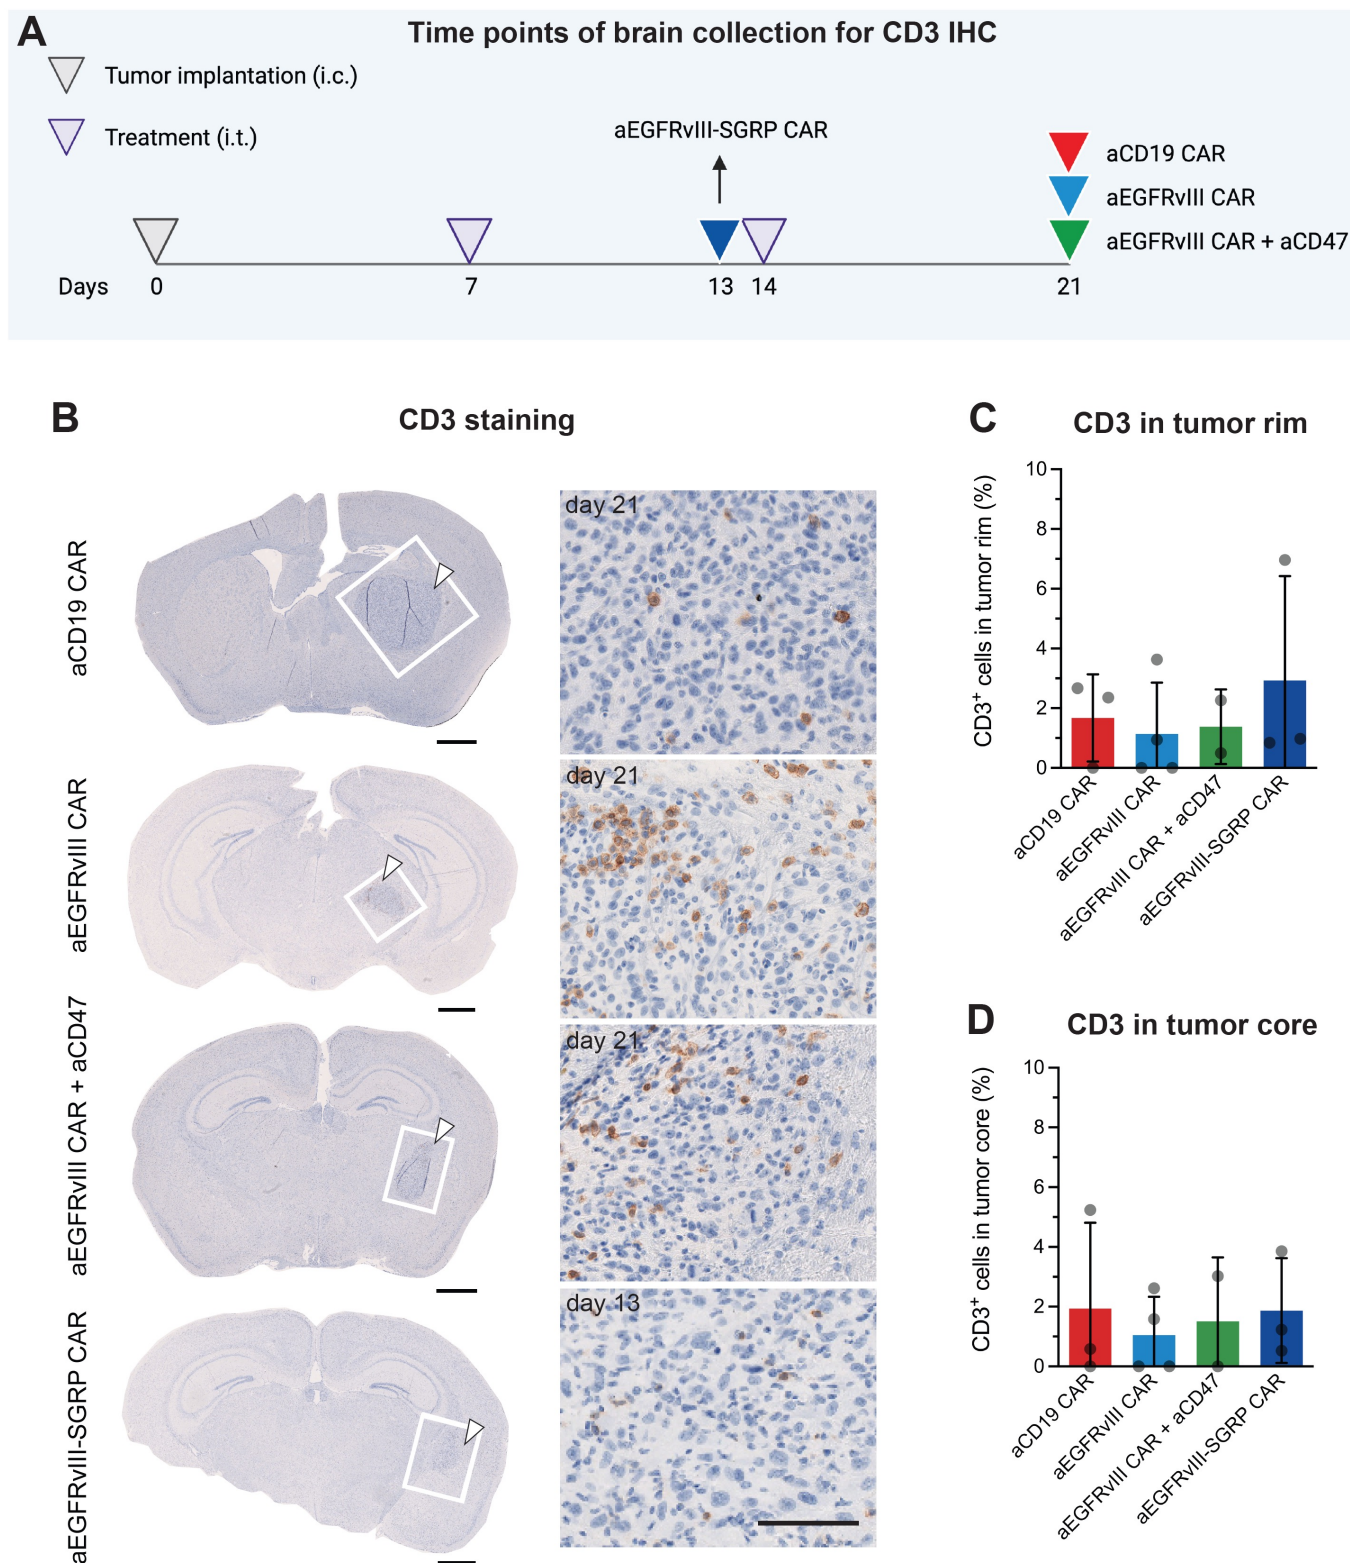 A
Time points of brain collection for CD3 IHC
Tumor implantation (i.c.)
Treatment (i.t.)
aEGFRvIII-SGRP CAR
aCD19 CAR
aEGFRvIII CAR
aEGFRvIII CAR + aCD47
Days 0 7 13 14 21
B
CD3 staining
aCD19 CAR
day 21
aEGFRvIII CAR
day 21
aEGFRvIII CAR + aCD47
day 21
aEGFRvIII-SGRP CAR
day 13
C
CD3 in tumor rim
CD3⁺ cells in tumor rim (%)
10
8
6
4
2
0
aCD19 CAR
aEGFRvIII CAR
aEGFRvIII CAR + aCD47
aEGFRvIII-SGRP CAR
D
CD3 in tumor core
CD3⁺ cells in tumor core (%)
10
8
6
4
2
0
aCD19 CAR
aEGFRvIII CAR
aEGFRvIII CAR + aCD47
aEGFRvIII-SGRP CAR